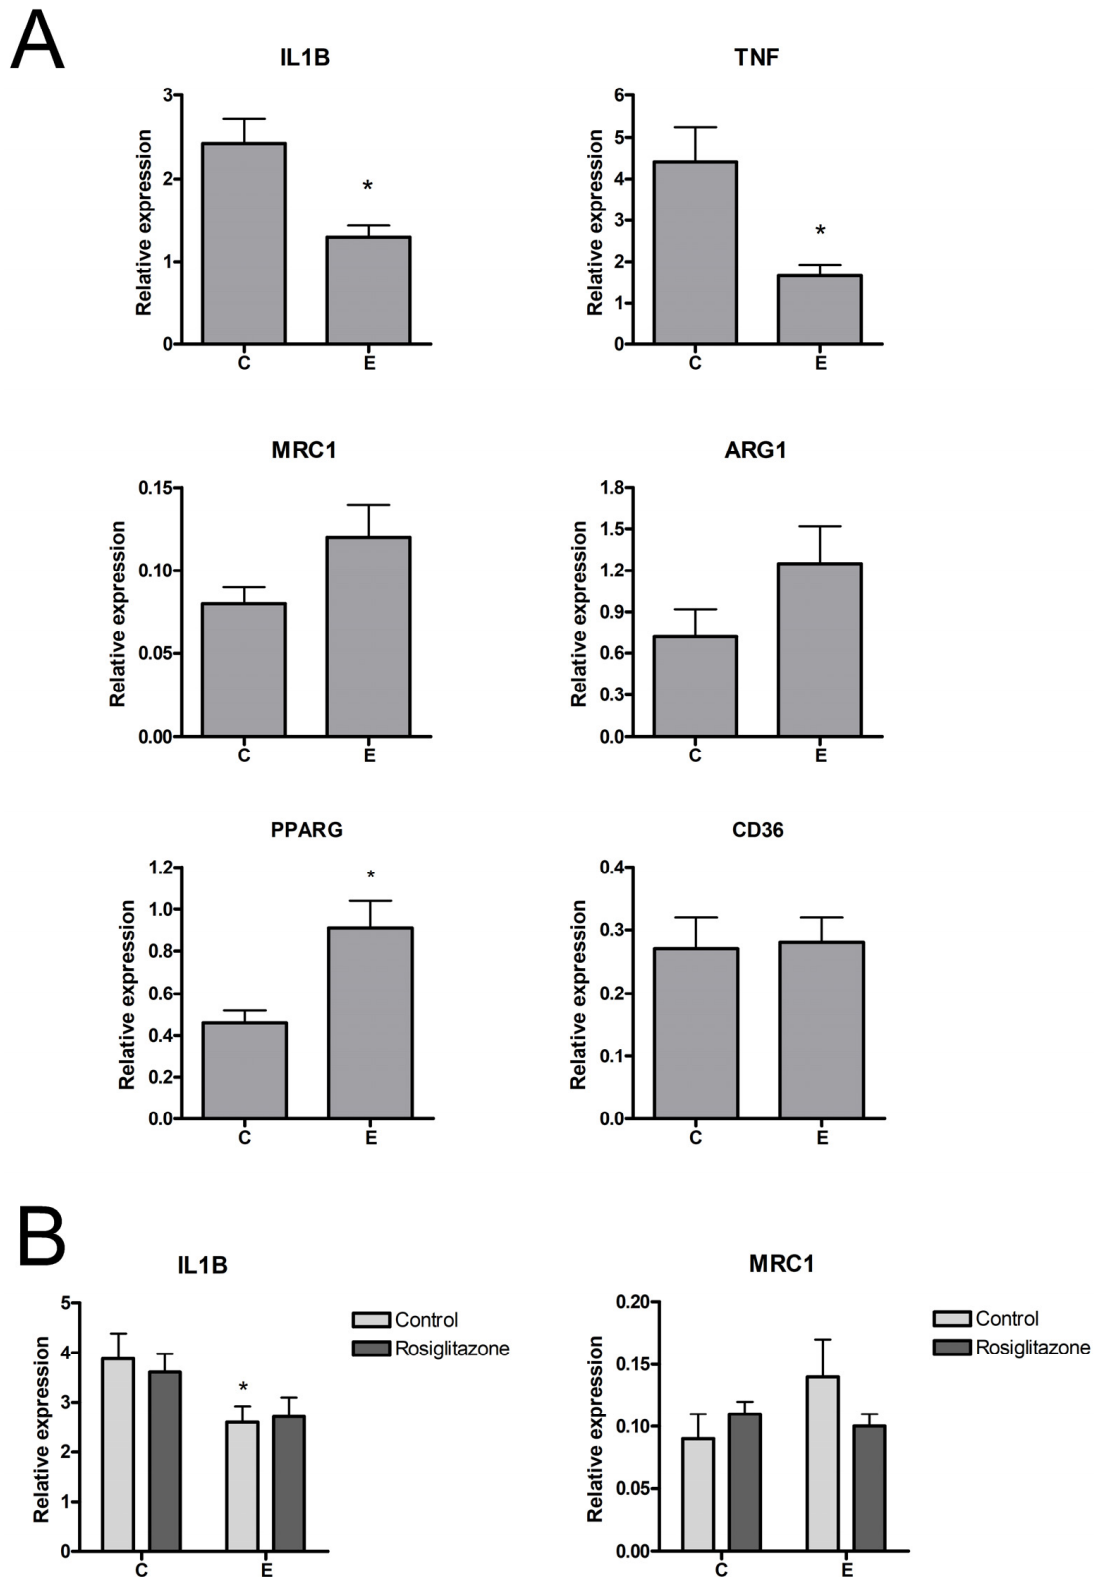 A
IL1B
Relative expression
3
2
1
0
C E
*
TNF
Relative expression
6
5
4
3
2
1
0
C E
*
MRC1
Relative expression
0.15
0.10
0.05
0.00
C E
ARG1
Relative expression
1.8
1.5
1.2
0.9
0.6
0.3
0.0
C E
PPARG
Relative expression
1.2
1.0
0.8
0.6
0.4
0.2
0.0
C E
*
CD36
Relative expression
0.4
0.3
0.2
0.1
0.0
C E
B
IL1B
Relative expression
5
4
3
2
1
0
C E
*
Control
Rosiglitazone
MRC1
Relative expression
0.20
0.15
0.10
0.05
0.00
C E
Control
Rosiglitazone